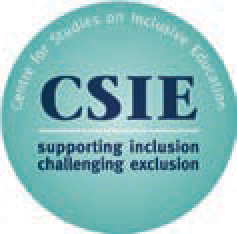 Centre for Studies on Inclusive Education
CSIE
supporting inclusion
challenging exclusion